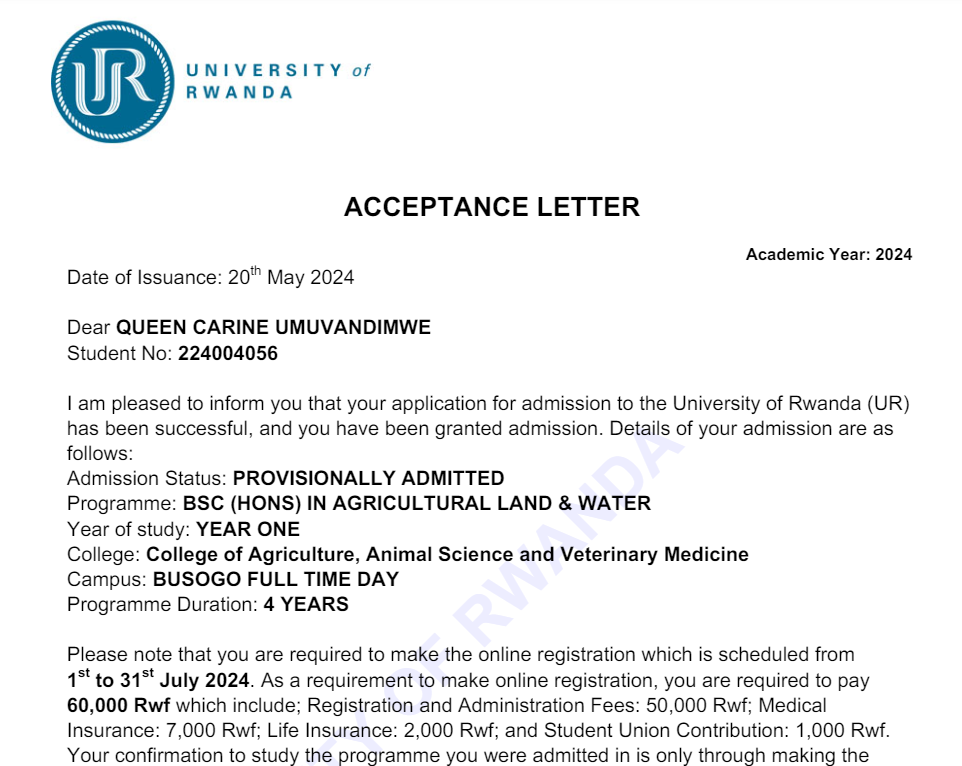 UR
UNIVERSITY of
RWANDA
ACCEPTANCE LETTER
Academic Year: 2024
Date of Issuance: 20th May 2024
Dear QUEEN CARINE UMUVANDIMWE
Student No: 224004056
I am pleased to inform you that your application for admission to the University of Rwanda (UR)
has been successful, and you have been granted admission. Details of your admission are as
follows:
Admission Status: PROVISIONALLY ADMITTED
Programme: BSC (HONS) IN AGRICULTURAL LAND & WATER
Year of study: YEAR ONE
College: College of Agriculture, Animal Science and Veterinary Medicine
Campus: BUSOGO FULL TIME DAY
Programme Duration: 4 YEARS
Please note that you are required to make the online registration which is scheduled from
1st to 31st July 2024. As a requirement to make online registration, you are required to pay
60,000 Rwf which include; Registration and Administration Fees: 50,000 Rwf; Medical
Insurance: 7,000 Rwf; Life Insurance: 2,000 Rwf; and Student Union Contribution: 1,000 Rwf.
Your confirmation to study the programme you were admitted in is only through making the
OF RWANDA